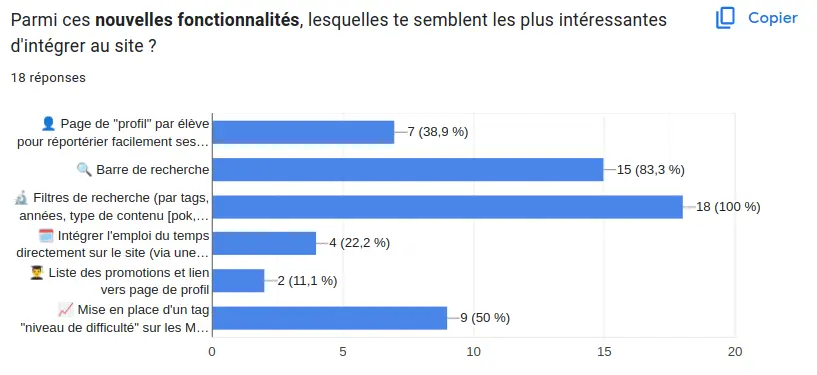 Parmi ces nouvelles fonctionnalités, lesquelles te semblent les plus intéressantes
Copier
d'intégrer au site ?
18 réponses
👤 Page de "profil" par élève
pour réportérier facilement ses…
7 (38,9 %)
🔍 Barre de recherche
15 (83,3 %)
🔬 Filtres de recherche (par tags,
années, type de contenu [pok,…
18 (100 %)
🗓️ Intégrer l'emploi du temps
directement sur le site (via une…
4 (22,2 %)
👨‍🎓 Liste des promotions et lien
vers page de profil
2 (11,1 %)
📈 Mise en place d'un tag
"niveau de difficulté" sur les M…
9 (50 %)
0 5 10 15 20